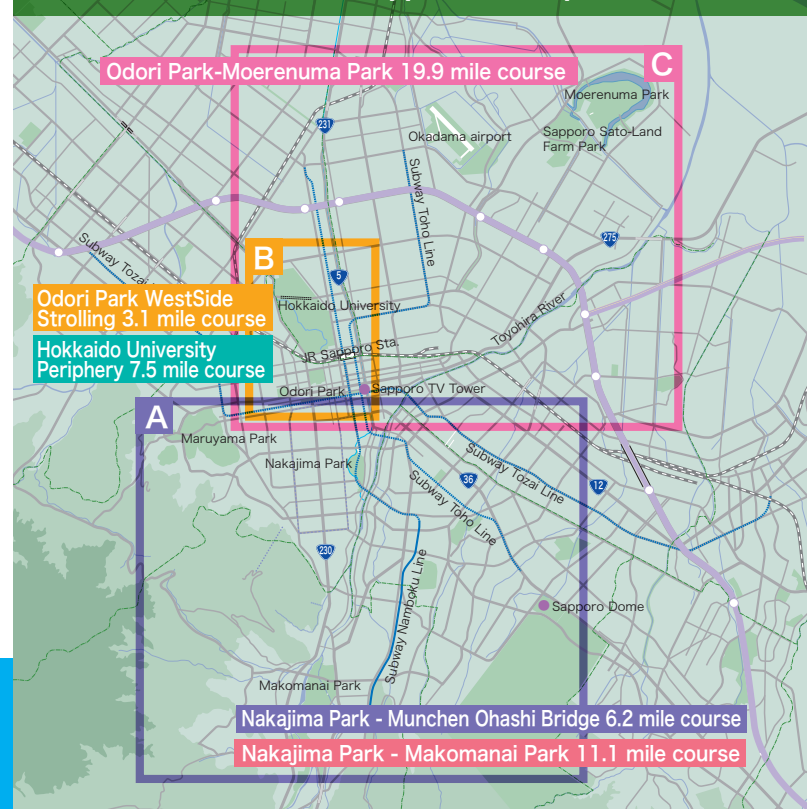 Odori Park-Moerenuma Park 19.9 mile course
C
Moerenuma Park
231
Okadama airport
Sapporo Sato-Land
Farm Park
Subway Toho Line
275
Subway Tozai
B
5
Odori Park WestSide
Strolling 3.1 mile course
Hokkaido University
Toyohira River
Hokkaido University
Periphery 7.5 mile course
JR Sapporo Sta.
Odori Park
Sapporo TV Tower
A
Maruyama Park
Nakajima Park
Subway Tozai Line
36
12
Subway Toho Line
230
Subway Namboku Line
Sapporo Dome
Makomanai Park
Nakajima Park - Munchen Ohashi Bridge 6.2 mile course
Nakajima Park - Makomanai Park 11.1 mile course